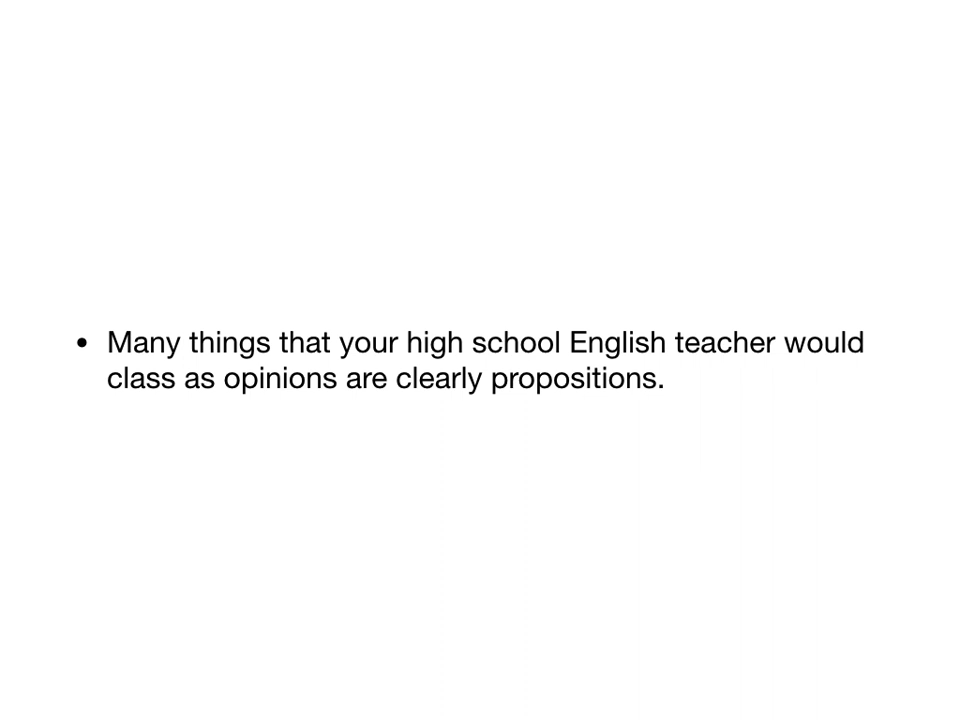 • Many things that your high school English teacher would
class as opinions are clearly propositions.